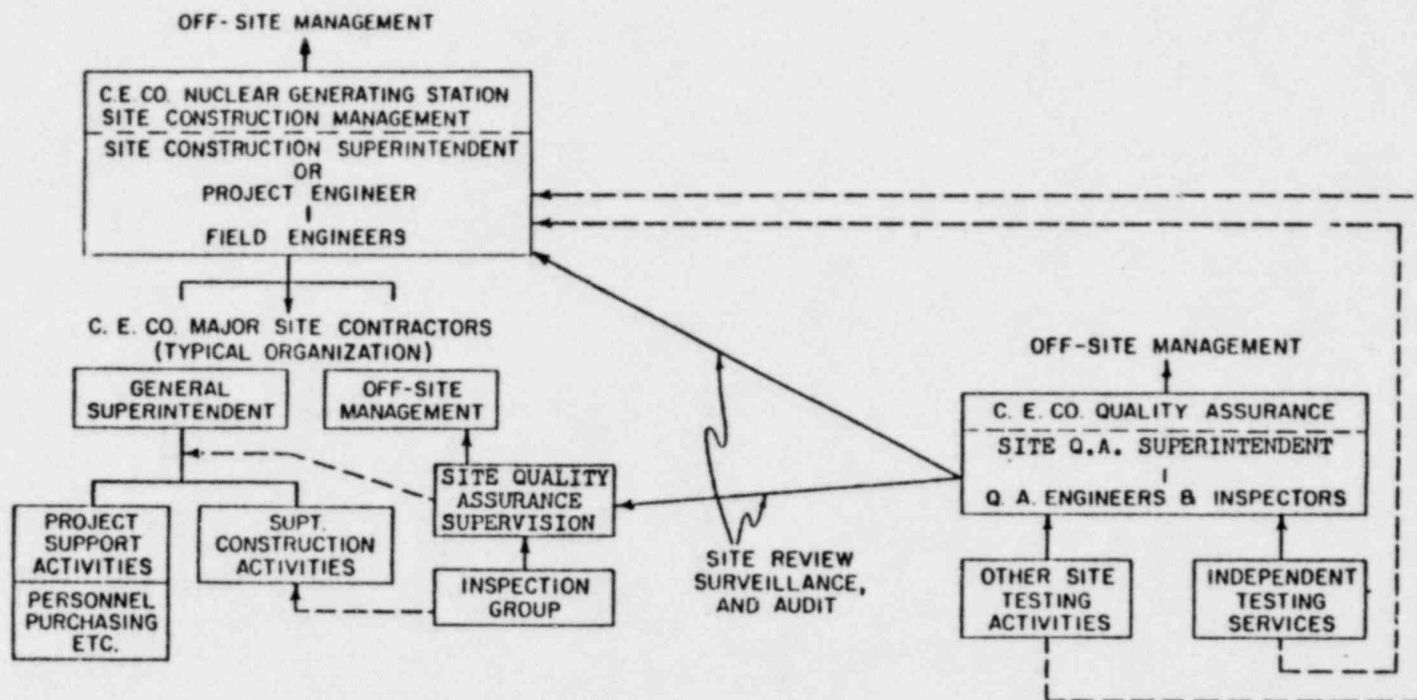 OFF-SITE MANAGEMENT
C.E.CO. NUCLEAR GENERATING STATION
SITE CONSTRUCTION MANAGEMENT
SITE CONSTRUCTION SUPERINTENDENT
OR
PROJECT ENGINEER
FIELD ENGINEERS
C. E. CO. MAJOR SITE CONTRACTORS
(TYPICAL ORGANIZATION)
GENERAL
SUPERINTENDENT
OFF-SITE
MANAGEMENT
SITE QUALITY
ASSURANCE
SUPERVISION
PROJECT
SUPPORT
ACTIVITIES
PERSONNEL
PURCHASING
ETC.
SUPT.
CONSTRUCTION
ACTIVITIES
INSPECTION
GROUP
SITE REVIEW
SURVEILLANCE,
AND AUDIT
OFF-SITE MANAGEMENT
C. E. CO. QUALITY ASSURANCE
SITE Q.A. SUPERINTENDENT
Q. A. ENGINEERS & INSPECTORS
OTHER SITE
TESTING
ACTIVITIES
INDEPENDENT
TESTING
SERVICES